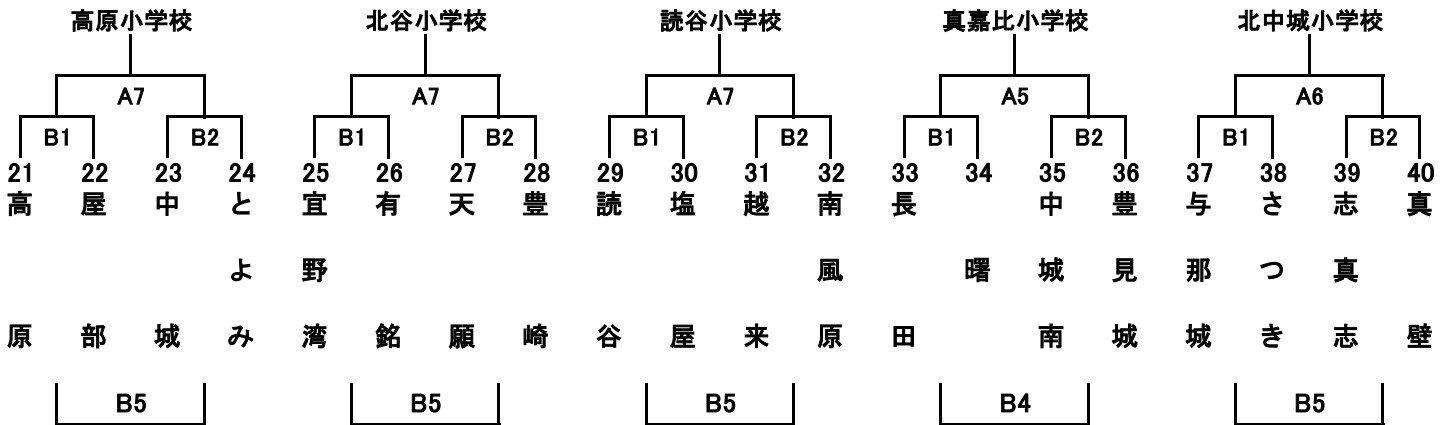 高原小学校 北谷小学校 読谷小学校 真嘉比小学校 北中城小学校
A7 A7 A7 A5 A6
B1 B2 B1 B2 B1 B2 B1 B2 B1 B2
21 22 23 24 25 26 27 28 29 30 31 32 33 34 35 36 37 38 39 40
高原
屋部
中城
とよみ
宜野湾
有銘
天願
豊崎
読谷
塩屋
越来
南風原
長田
曙
中城南
豊見城
与那城
さつき
志真志
真壁
B5 B5 B5 B4 B5